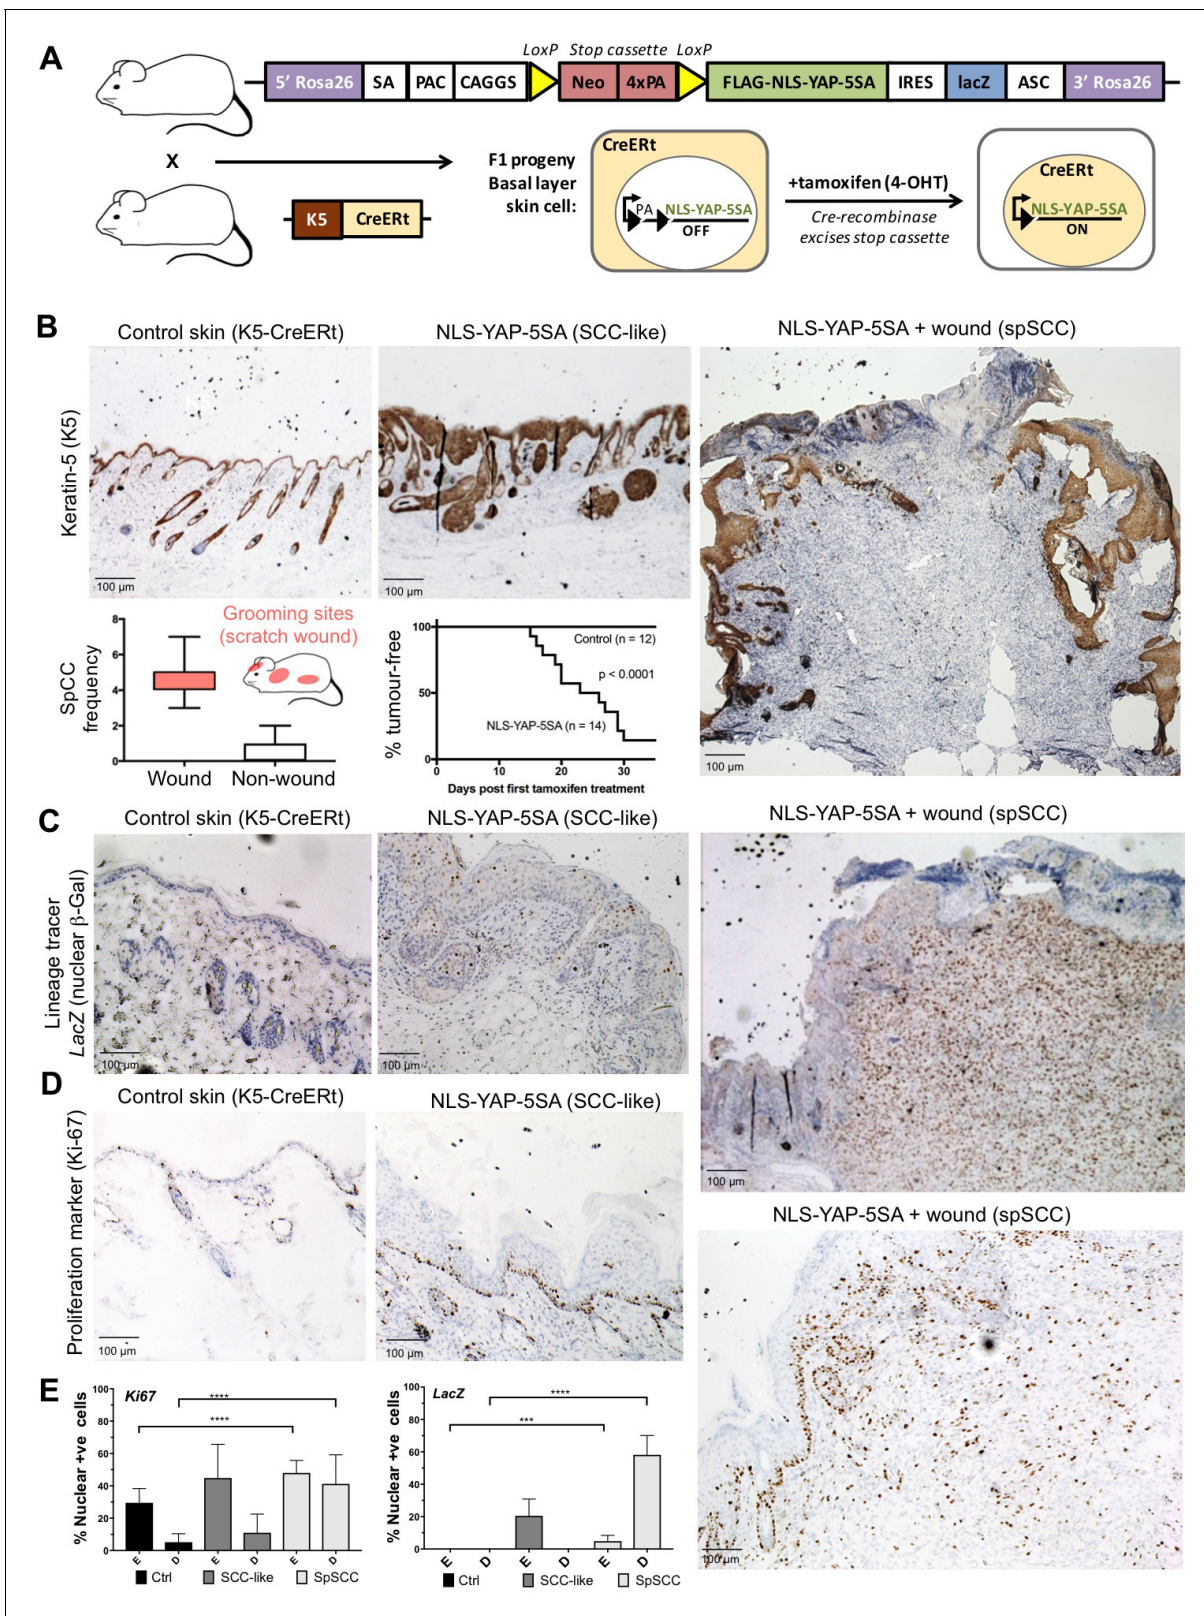 A
LoxP Stop cassette LoxP
5' Rosa26 SA PAC CAGGS Neo 4xPA FLAG-NLS-YAP-5SA IRES lacZ ASC 3' Rosa26
X
K5 CreERt
F1 progeny
Basal layer
skin cell:
CreERt
PA NLS-YAP-5SA
OFF
+tamoxifen (4-OHT)
Cre-recombinase
excises stop cassette
CreERt
NLS-YAP-5SA
ON
B
Control skin (K5-CreERt)
NLS-YAP-5SA (SCC-like)
NLS-YAP-5SA + wound (spSCC)
Keratin-5 (K5)
100 µm
100 µm
100 µm
Grooming sites
(scratch wound)
SpCC
frequency
8
6
4
2
0
Wound Non-wound
% tumour-free
100
50
0
Control (n = 12)
p < 0.0001
NLS-YAP-5SA (n = 14)
0 10 20 30
Days post first tamoxifen treatment
C
Control skin (K5-CreERt)
NLS-YAP-5SA (SCC-like)
NLS-YAP-5SA + wound (spSCC)
Lineage tracer
LacZ (nuclear β-Gal)
100 µm
100 µm
100 µm
D
Control skin (K5-CreERt)
NLS-YAP-5SA (SCC-like)
NLS-YAP-5SA + wound (spSCC)
Proliferation marker (Ki-67)
100 µm
100 µm
100 µm
E
% Nuclear +ve cells
100
80
60
40
20
0
Ki67
****
****
E D E D E D
Ctrl SCC-like SpSCC
% Nuclear +ve cells
100
80
60
40
20
0
LacZ
****
***
E D E D E D
Ctrl SCC-like SpSCC